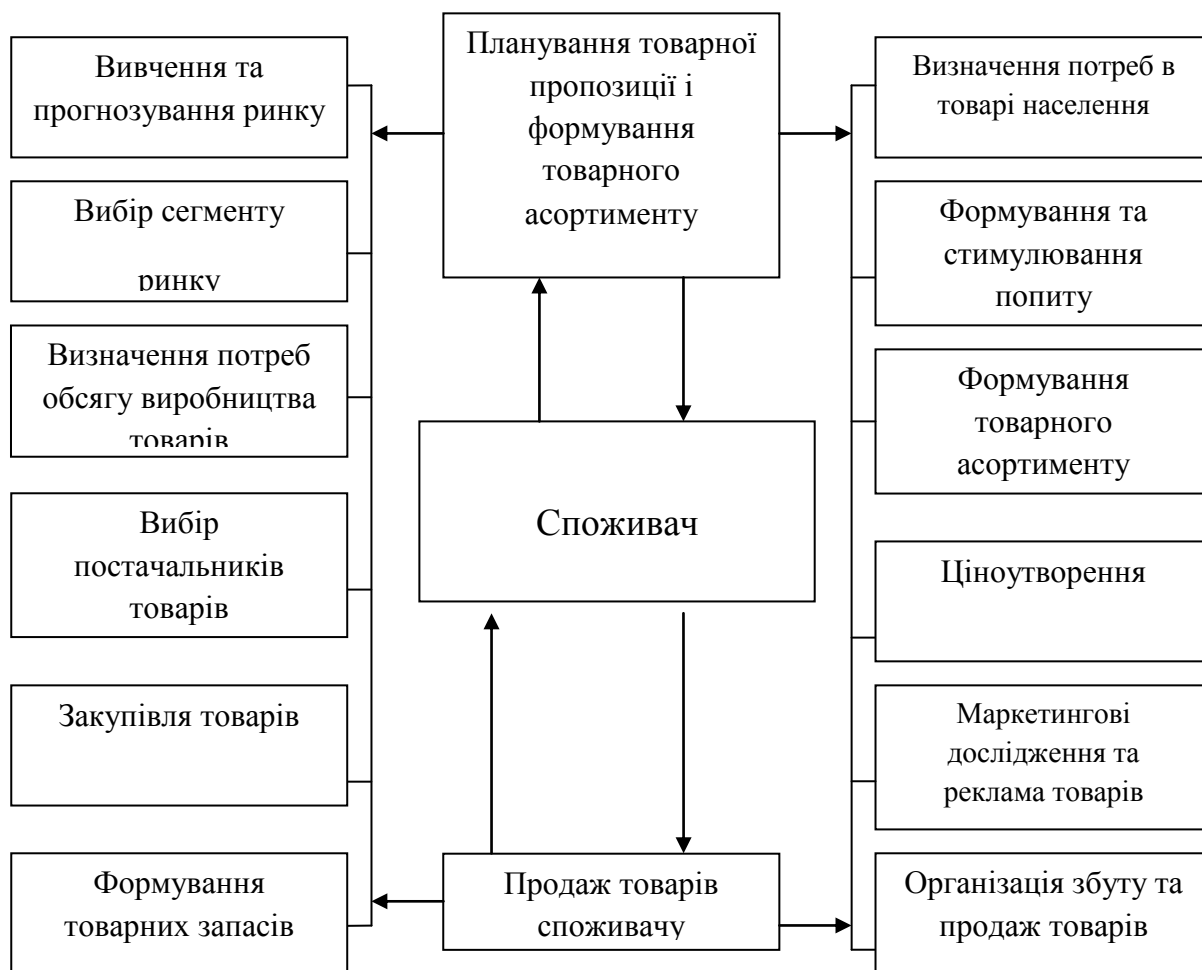 Вивчення та
прогнозування ринку
Вибір сегменту
ринку
Визначення потреб
обсягу виробництва
товарів
Вибір
постачальників
товарів
Закупівля товарів
Формування
товарних запасів
Планування товарної
пропозиції і
формування
товарного
асортименту
Споживач
Продаж товарів
споживачу
Визначення потреб в
товарі населення
Формування та
стимулювання
попиту
Формування
товарного
асортименту
Ціноутворення
Маркетингові
дослідження та
реклама товарів
Організація збуту та
продаж товарів